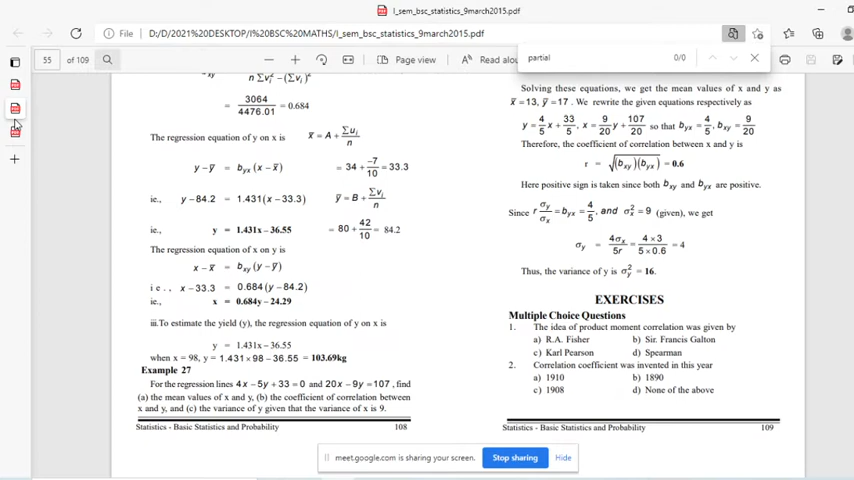 I_sem_bsc_statistics_9march2015.pdf
File D:/D/2021%20DESKTOP/I%20BSC%20MATHS/I_sem_bsc_statistics_9march2015.pdf
55 of 109 Page view Read alou
partial 0/0
n Σvᵢ² − (Σvᵢ)²
= 3064/4476.01 = 0.684
The regression equation of y on x is x̅ = A + Σuᵢ/n
y − y̅ = b_yx (x − x̅) = 34 + −7/10 = 33.3
ie., y − 84.2 = 1.431(x − 33.3) y̅ = B + Σvᵢ/n
ie., y = 1.431x − 36.55 = 80 + 42/10 = 84.2
The regression equation of x on y is
x − x̅ = b_xy (y − y̅)
i e . , x − 33.3 = 0.684(y − 84.2)
ie., x = 0.684y − 24.29
iii.To estimate the yield (y), the regression equation of y on x is
y = 1.431x − 36.55
when x = 98, y = 1.431 × 98 − 36.55 = 103.69kg
Example 27
For the regression lines 4x − 5y + 33 = 0 and 20x − 9y = 107, find
(a) the mean values of x and y, (b) the coefficient of correlation between
x and y, and (c) the variance of y given that the variance of x is 9.
Statistics - Basic Statistics and Probability 108
Solving these equations, we get the mean values of x and y as
x̅ = 13, y̅ = 17. We rewrite the given equations respectively as
y = 4/5 x + 33/5, x = 9/20 y + 107/20 so that b_yx = 4/5, b_xy = 9/20
Therefore, the coefficient of correlation between x and y is
r = √(b_xy)(b_yx) = 0.6
Here positive sign is taken since both b_xy and b_yx are positive.
Since r σ_y/σ_x = b_yx = 4/5, and σ_x² = 9 (given), we get
σ_y = 4σ_x/5r = 4 × 3/5 × 0.6 = 4
Thus, the variance of y is σ_y² = 16.
EXERCISES
Multiple Choice Questions
1. The idea of product moment correlation was given by
a) R.A. Fisher b) Sir. Francis Galton
c) Karl Pearson d) Spearman
2. Correlation coefficient was invented in this year
a) 1910 b) 1890
c) 1908 d) None of the above
Statistics - Basic Statistics and Probability 109
meet.google.com is sharing your screen. Stop sharing Hide